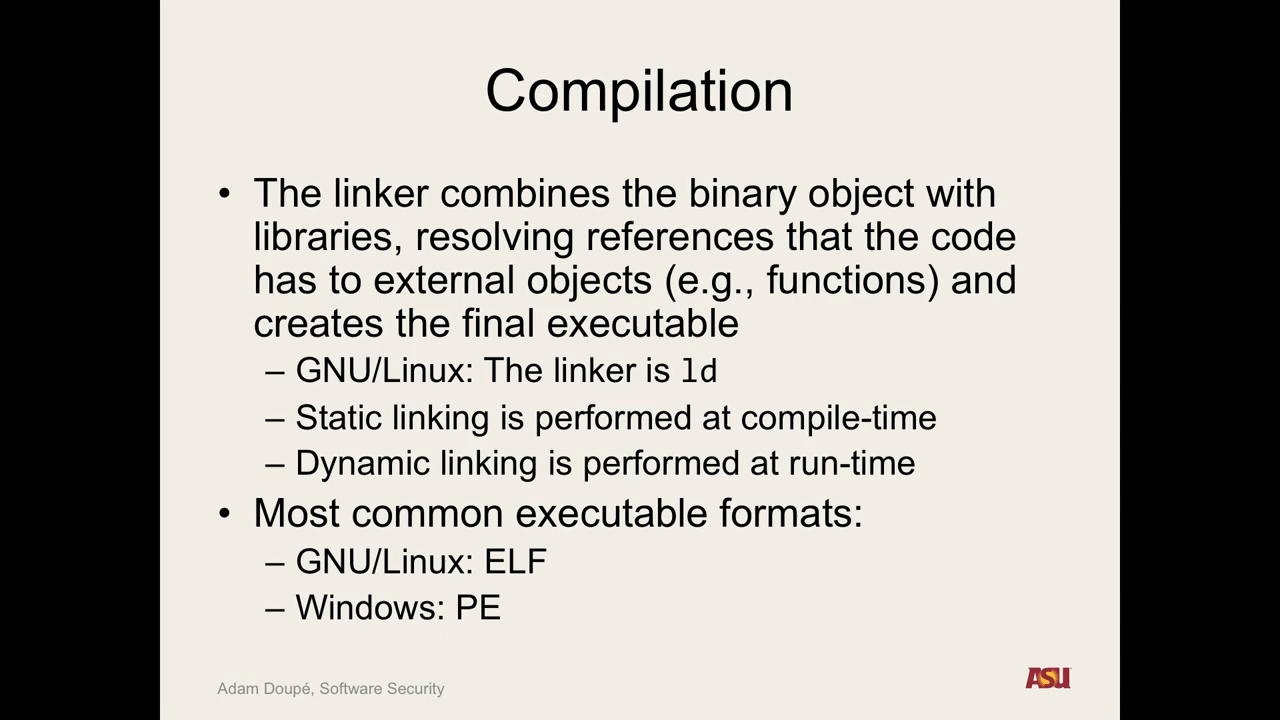 Compilation
• The linker combines the binary object with
libraries, resolving references that the code
has to external objects (e.g., functions) and
creates the final executable
– GNU/Linux: The linker is ld
– Static linking is performed at compile-time
– Dynamic linking is performed at run-time
• Most common executable formats:
– GNU/Linux: ELF
– Windows: PE
Adam Doupé, Software Security
ASU